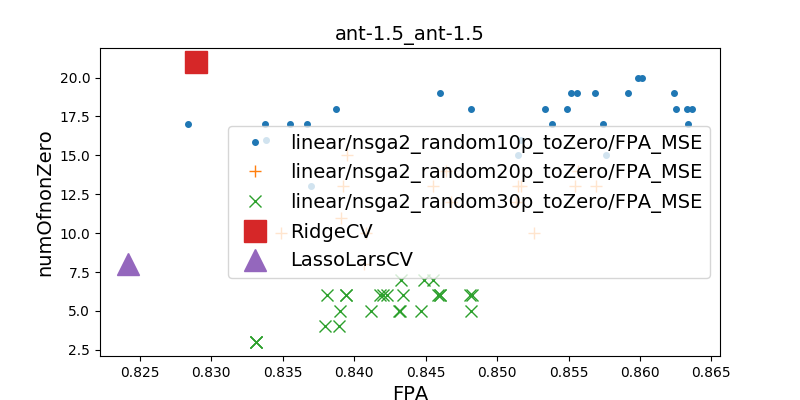 ant-1.5_ant-1.5
numOfnonZero
20.0
17.5
15.0
12.5
10.0
7.5
5.0
2.5
linear/nsga2_random10p_toZero/FPA_MSE
linear/nsga2_random20p_toZero/FPA_MSE
linear/nsga2_random30p_toZero/FPA_MSE
RidgeCV
LassoLarsCV
0.825 0.830 0.835 0.840 0.845 0.850 0.855 0.860 0.865
FPA